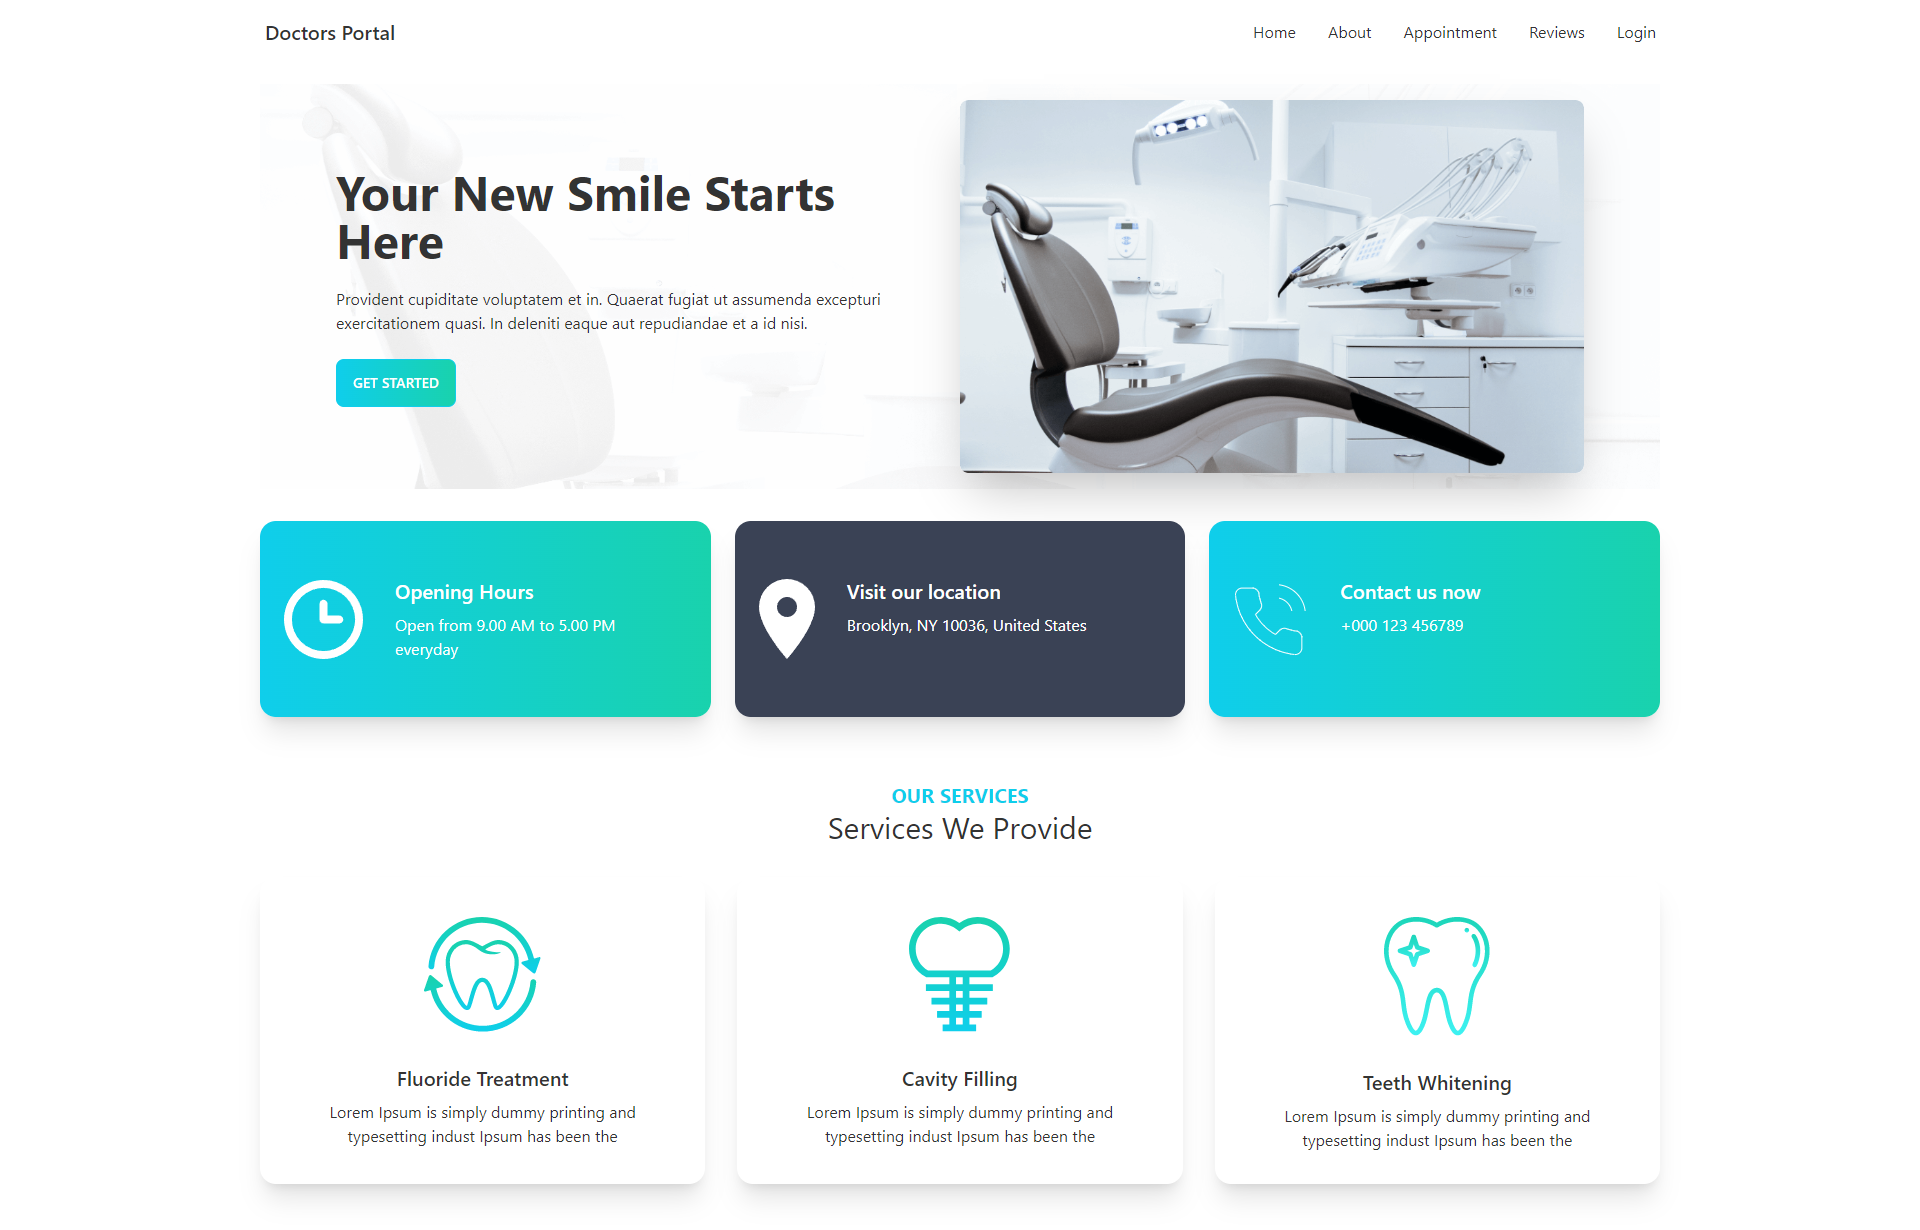 Doctors Portal
Home About Appointment Reviews Login
Your New Smile Starts
Here
Provident cupiditate voluptatem et in. Quaerat fugiat ut assumenda excepturi
exercitationem quasi. In deleniti eaque aut repudiandae et a id nisi.
GET STARTED
Opening Hours
Open from 9.00 AM to 5.00 PM
everyday
Visit our location
Brooklyn, NY 10036, United States
Contact us now
+000 123 456789
OUR SERVICES
Services We Provide
Fluoride Treatment
Lorem Ipsum is simply dummy printing and
typesetting indust Ipsum has been the
Cavity Filling
Lorem Ipsum is simply dummy printing and
typesetting indust Ipsum has been the
Teeth Whitening
Lorem Ipsum is simply dummy printing and
typesetting indust Ipsum has been the